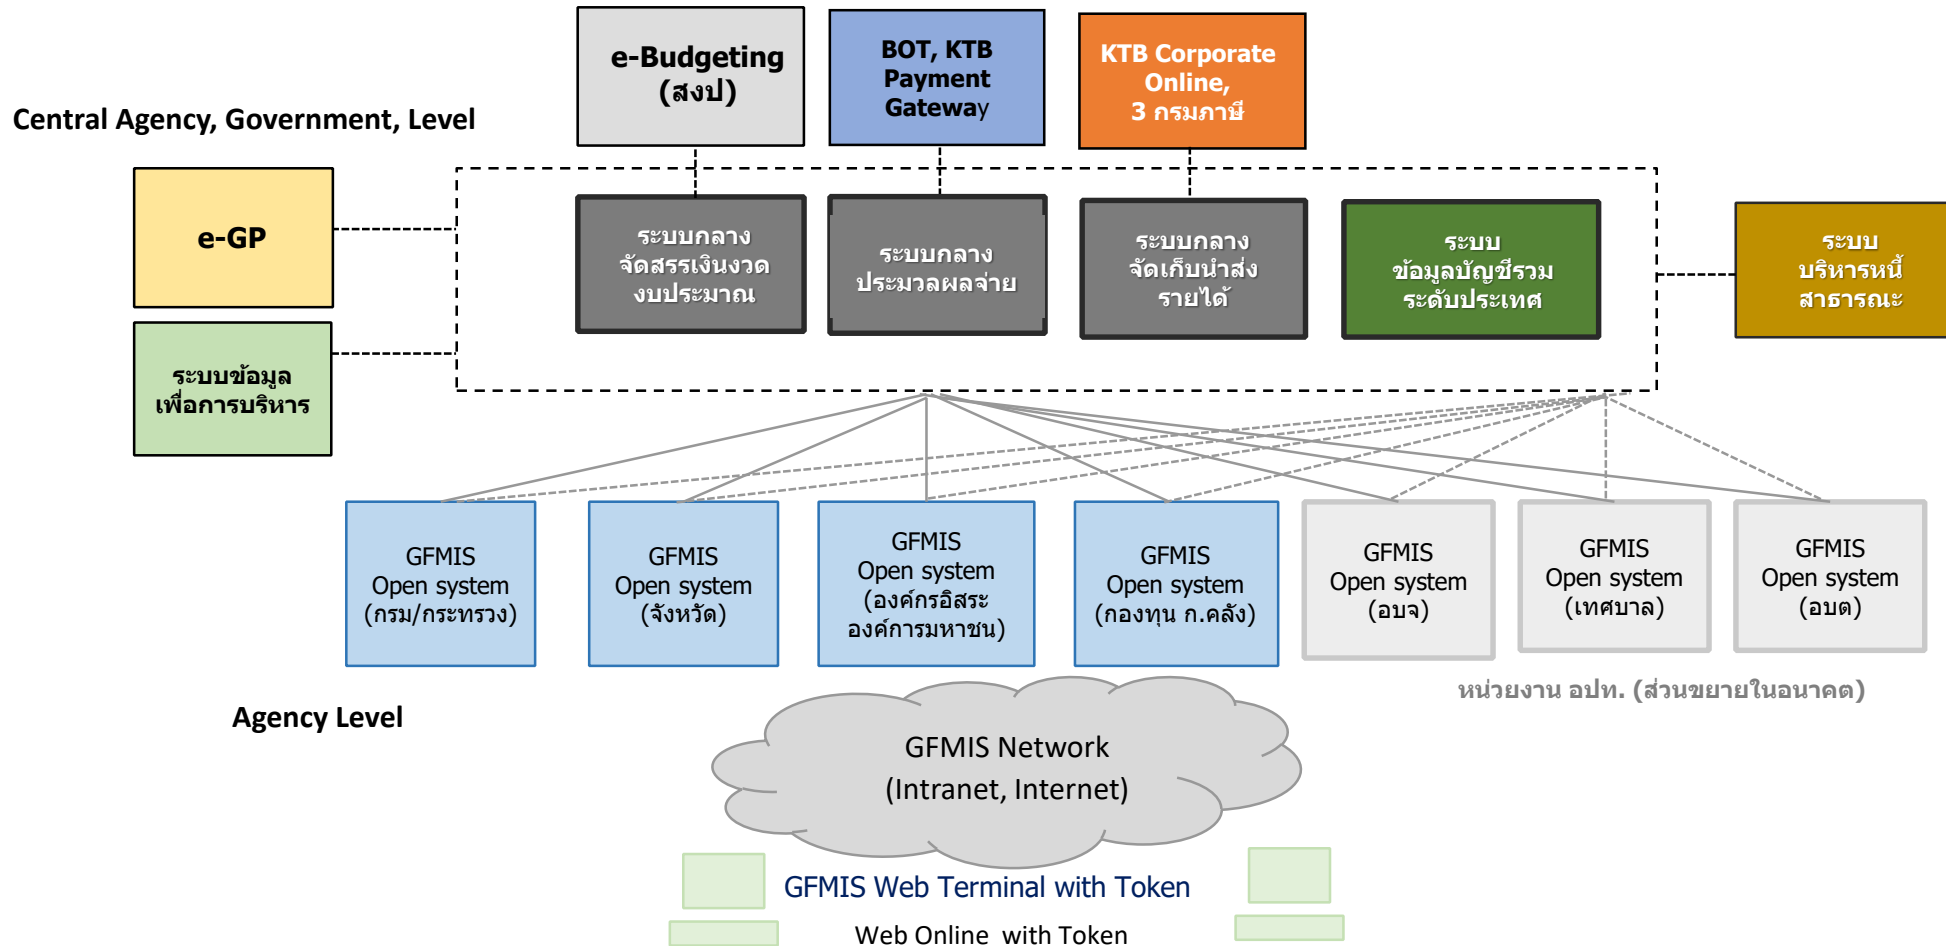 e-Budgeting
(สงป)
BOT, KTB
Payment
Gateway
KTB Corporate
Online,
3 กรมภาษี
Central Agency, Government, Level
e-GP
ระบบกลาง
จัดสรรเงินงวด
งบประมาณ
ระบบกลาง
ประมวลผลจ่าย
ระบบกลาง
จัดเก็บนำส่ง
รายได้
ระบบ
ข้อมูลบัญชีรวม
ระดับประเทศ
ระบบ
บริหารหนี้
สาธารณะ
ระบบข้อมูล
เพื่อการบริหาร
GFMIS
Open system
(กรม/กระทรวง)
GFMIS
Open system
(จังหวัด)
GFMIS
Open system
(องค์กรอิสระ
องค์การมหาชน)
GFMIS
Open system
(กองทุน ก.คลัง)
GFMIS
Open system
(อบจ)
GFMIS
Open system
(เทศบาล)
GFMIS
Open system
(อบต)
หน่วยงาน อปท. (ส่วนขยายในอนาคต)
Agency Level
GFMIS Network
(Intranet, Internet)
GFMIS Web Terminal with Token
Web Online with Token